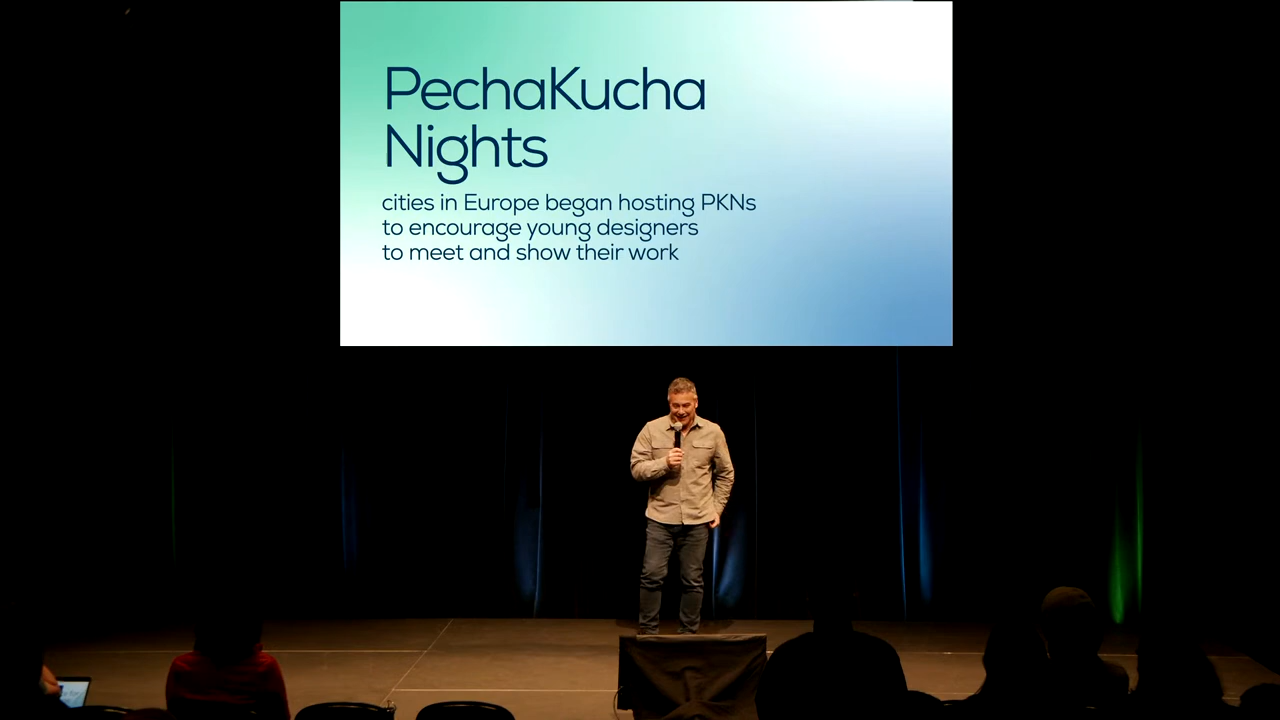 PechaKucha
Nights
cities in Europe began hosting PKNs
to encourage young designers
to meet and show their work